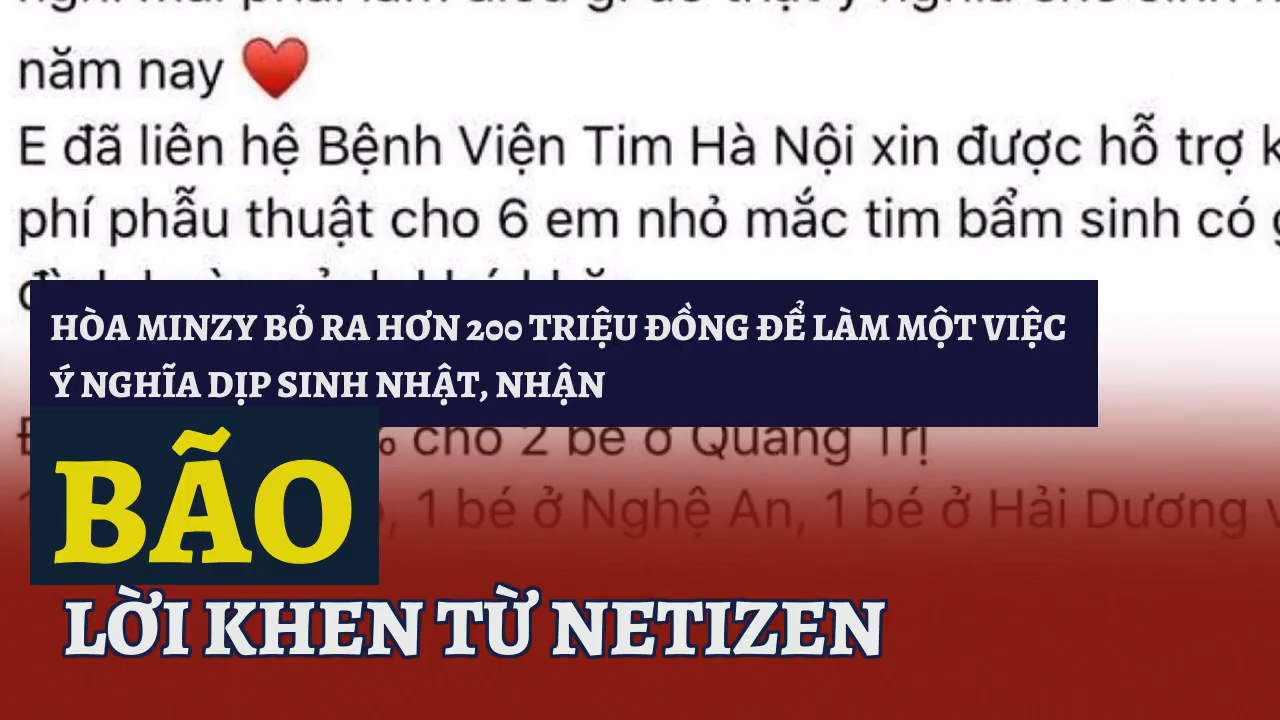 năm nay ❤️
E đã liên hệ Bệnh Viện Tim Hà Nội xin được hỗ trợ
phí phẫu thuật cho 6 em nhỏ mắc tim bẩm sinh có
HÒA MINZY BỎ RA HƠN 200 TRIỆU ĐỒNG ĐỂ LÀM MỘT VIỆC
Ý NGHĨA DỊP SINH NHẬT, NHẬN
% cho 2 bé ở Quảng Trị
BÃO
, 1 bé ở Nghệ An, 1 bé ở Hải Dương
LỜI KHEN TỪ NETIZEN